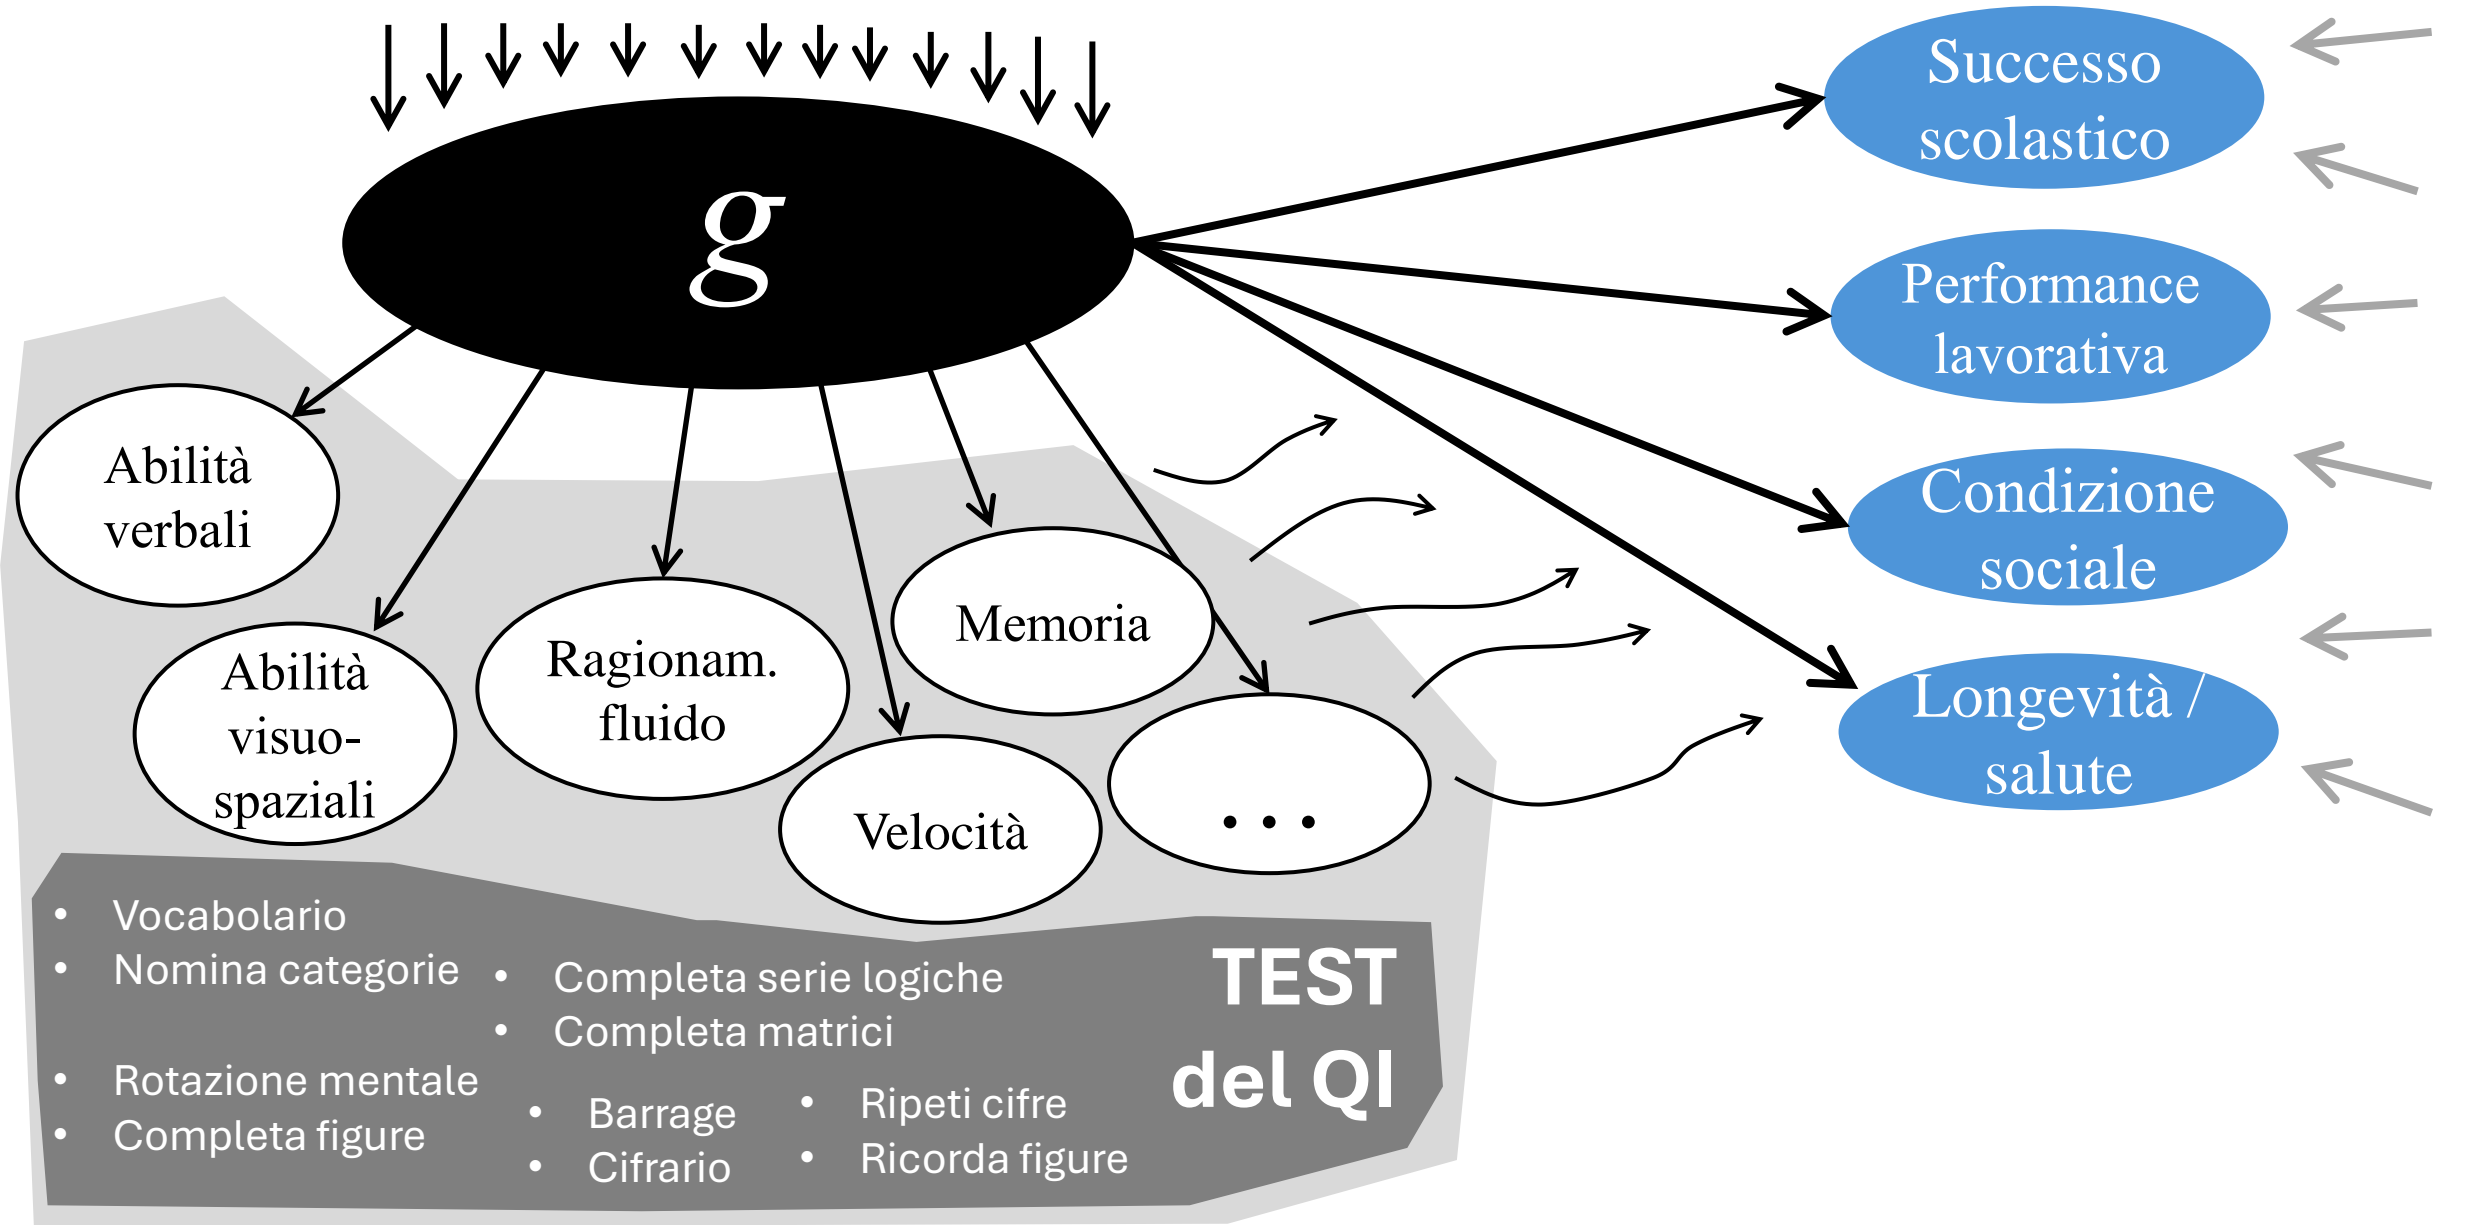 g
Successo
scolastico
Performance
lavorativa
Condizione
sociale
Longevità /
salute
Abilità
verbali
Abilità
visuo-
spaziali
Ragionam.
fluido
Velocità
Memoria
...
• Vocabolario
• Nomina categorie
• Rotazione mentale
• Completa figure
• Completa serie logiche
• Completa matrici
• Barrage
• Cifrario
• Ripeti cifre
• Ricorda figure
TEST
del QI